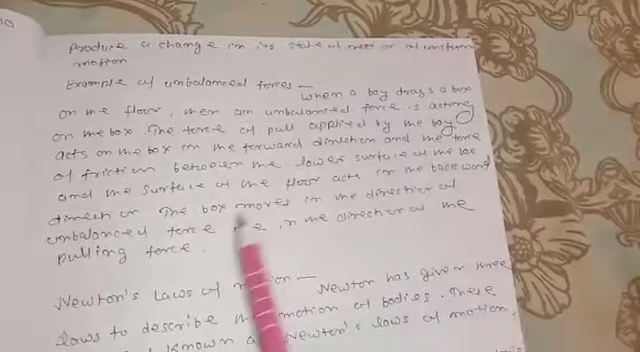 Produce a change in its state of rest or of uniform
motion
Example of unbalanced forces —
When a boy drags a box
on the floor, then an unbalanced force is acting
on the box. The force of pull applied by the boy
acts on the box in the forward direction and the force
of friction between the lower surface of the box
and the surface of the floor acts in the backward
direction. The box moves in the direction of
unbalanced force in the direction of the
pulling force.
Newton's Laws of motion —
Newton has given three
laws to describe the motion of bodies. These
known as Newton's laws of motion.